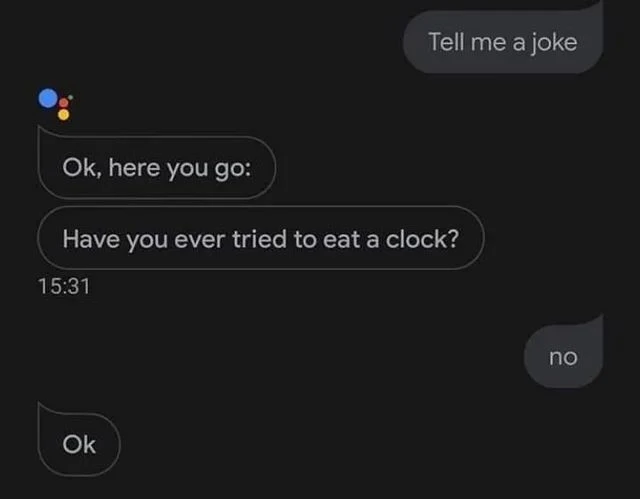 Tell me a joke
Ok, here you go:
Have you ever tried to eat a clock?
15:31
no
Ok